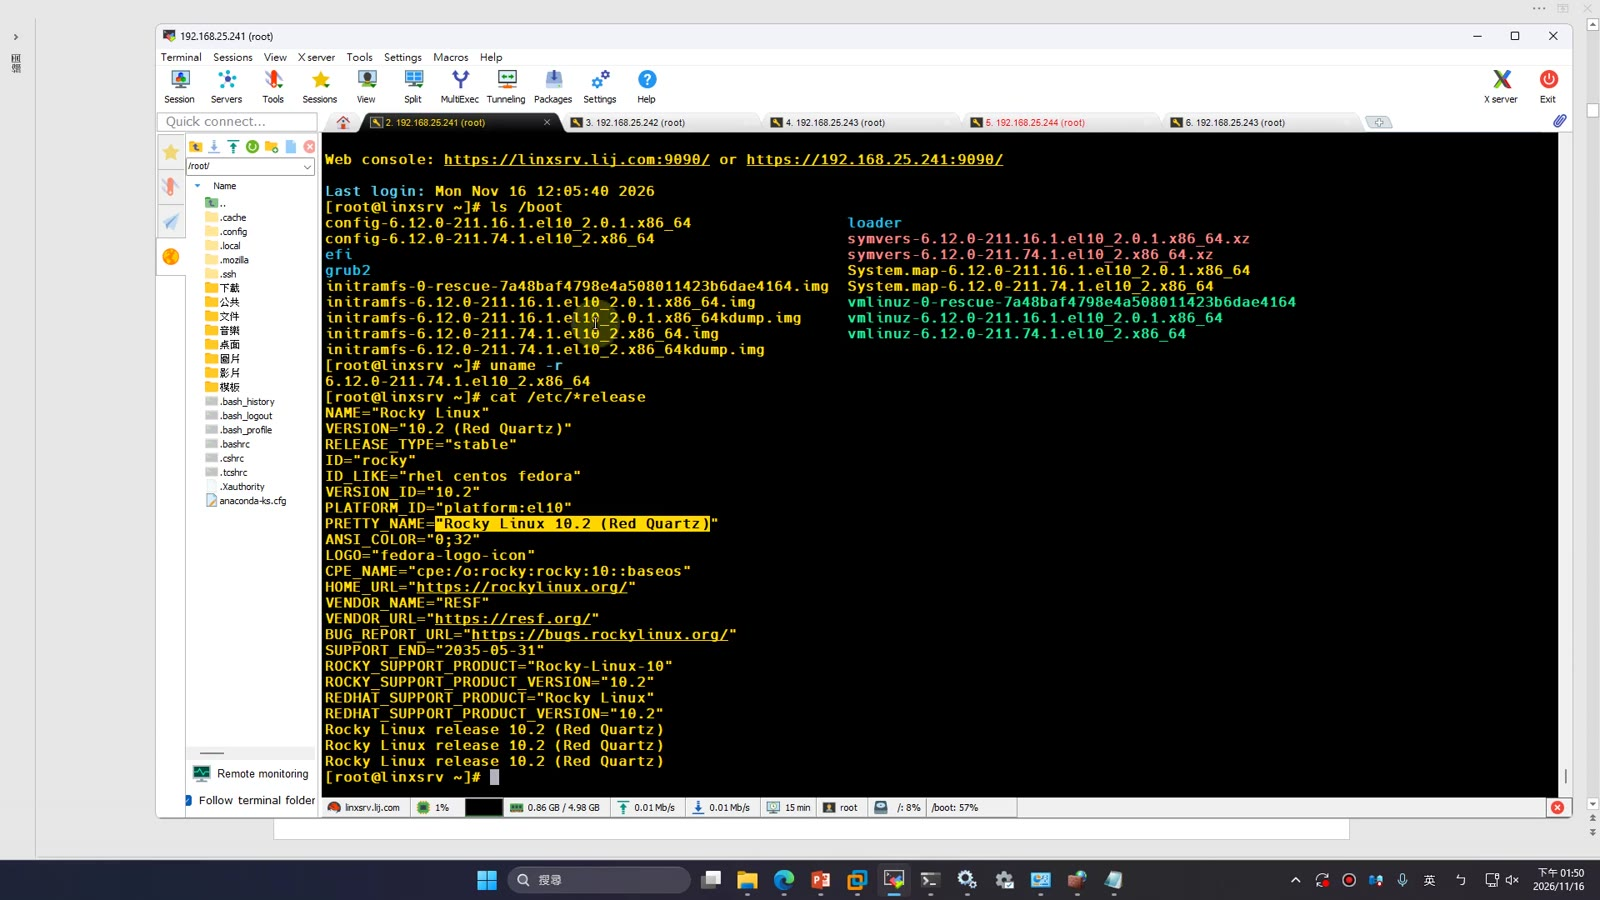 192.168.25.241 (root)
Terminal Sessions View X server Tools Settings Macros Help
Session Servers Tools Sessions View Split MultiExec Tunneling Packages Settings Help X server Exit
Quick connect...
2. 192.168.25.241 (root)
3. 192.168.25.242 (root)
4. 192.168.25.243 (root)
5. 192.168.25.244 (root)
6. 192.168.25.243 (root)
/root/
Name
..
.cache
.config
.local
.mozilla
.ssh
下載
公共
文件
音樂
桌面
圖片
影片
模板
.bash_history
.bash_logout
.bash_profile
.bashrc
.cshrc
.tcshrc
.Xauthority
anaconda-ks.cfg
Remote monitoring
Follow terminal folder
Web console: https://linxsrv.lij.com:9090/ or https://192.168.25.241:9090/
Last login: Mon Nov 16 12:05:40 2026
[root@linxsrv ~]# ls /boot
config-6.12.0-211.16.1.el10_2.0.1.x86_64 loader
config-6.12.0-211.74.1.el10_2.x86_64 symvers-6.12.0-211.16.1.el10_2.0.1.x86_64.xz
efi symvers-6.12.0-211.74.1.el10_2.x86_64.xz
grub2 System.map-6.12.0-211.16.1.el10_2.0.1.x86_64
initramfs-0-rescue-7a48baf4798e4a508011423b6dae4164.img System.map-6.12.0-211.74.1.el10_2.x86_64
initramfs-6.12.0-211.16.1.el10_2.0.1.x86_64.img vmlinuz-0-rescue-7a48baf4798e4a508011423b6dae4164
initramfs-6.12.0-211.16.1.el10_2.0.1.x86_64kdump.img vmlinuz-6.12.0-211.16.1.el10_2.0.1.x86_64
initramfs-6.12.0-211.74.1.el10_2.x86_64.img vmlinuz-6.12.0-211.74.1.el10_2.x86_64
initramfs-6.12.0-211.74.1.el10_2.x86_64kdump.img
[root@linxsrv ~]# uname -r
6.12.0-211.74.1.el10_2.x86_64
[root@linxsrv ~]# cat /etc/*release
NAME="Rocky Linux"
VERSION="10.2 (Red Quartz)"
RELEASE_TYPE="stable"
ID="rocky"
ID_LIKE="rhel centos fedora"
VERSION_ID="10.2"
PLATFORM_ID="platform:el10"
PRETTY_NAME="Rocky Linux 10.2 (Red Quartz)"
ANSI_COLOR="0;32"
LOGO="fedora-logo-icon"
CPE_NAME="cpe:/o:rocky:rocky:10::baseos"
HOME_URL="https://rockylinux.org/"
VENDOR_NAME="RESF"
VENDOR_URL="https://resf.org/"
BUG_REPORT_URL="https://bugs.rockylinux.org/"
SUPPORT_END="2035-05-31"
ROCKY_SUPPORT_PRODUCT="Rocky-Linux-10"
ROCKY_SUPPORT_PRODUCT_VERSION="10.2"
REDHAT_SUPPORT_PRODUCT="Rocky Linux"
REDHAT_SUPPORT_PRODUCT_VERSION="10.2"
Rocky Linux release 10.2 (Red Quartz)
Rocky Linux release 10.2 (Red Quartz)
Rocky Linux release 10.2 (Red Quartz)
[root@linxsrv ~]#
linxsrv.lij.com 1% 0.86 GB / 4.98 GB 0.01 Mb/s 0.01 Mb/s 15 min root /: 8% /boot: 57%
搜尋
英
ㄅ
下午 01:50
2026/11/16